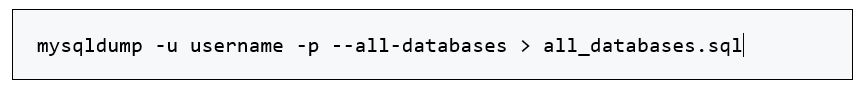 mysqldump -u username -p --all-databases > all_databases.sql